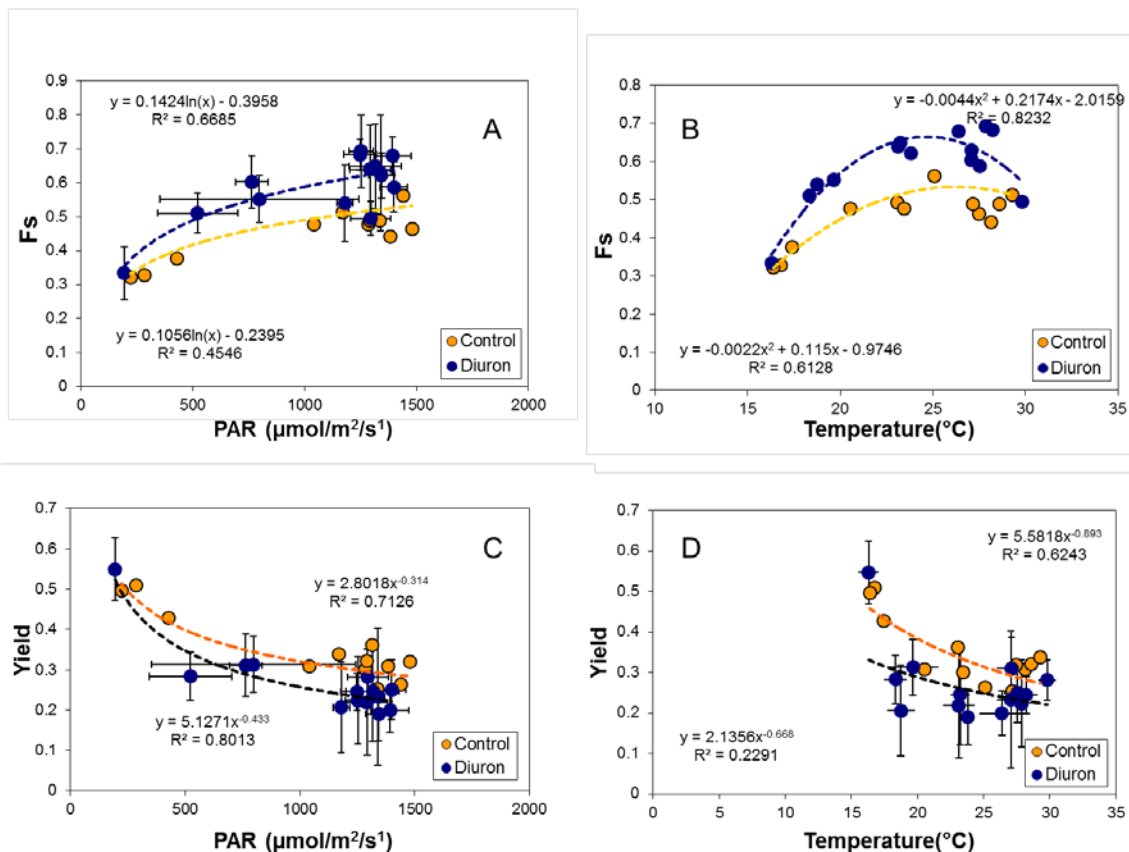 0.9
0.8
0.7
0.6
0.5
0.4
0.3
0.2
0.1
0
Fs
y = 0.1424ln(x) - 0.3958
R² = 0.6685
A
y = 0.1056ln(x) - 0.2395
R² = 0.4546
Control
Diuron
0 500 1000 1500 2000
PAR (µmol/m²/s¹)
0.8
0.7
0.6
0.5
0.4
0.3
0.2
0.1
0
Fs
B
y = -0.0044x² + 0.2174x - 2.0159
R² = 0.8232
y = -0.0022x² + 0.115x - 0.9746
R² = 0.6128
Control
Diuron
10 15 20 25 30 35
Temperature(°C)
0.7
0.6
0.5
0.4
0.3
0.2
0.1
0
Yield
C
y = 2.8018x^-0.314
R² = 0.7126
y = 5.1271x^-0.433
R² = 0.8013
Control
Diuron
0 500 1000 1500 2000
PAR (µmol/m²/s¹)
0.7
0.6
0.5
0.4
0.3
0.2
0.1
0
Yield
D
y = 5.5818x^-0.893
R² = 0.6243
y = 2.1356x^-0.668
R² = 0.2291
Control
Diuron
0 5 10 15 20 25 30 35
Temperature(°C)